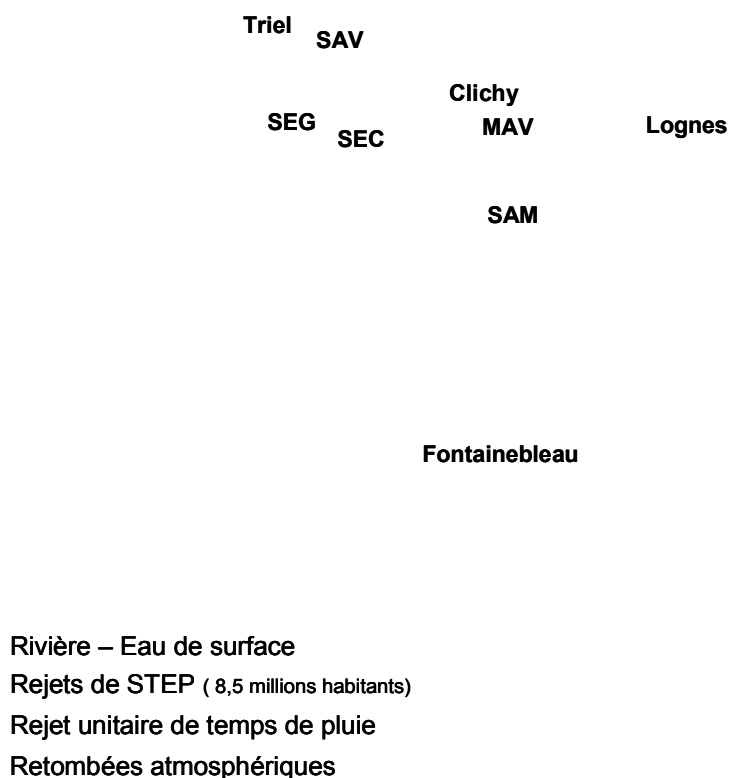 Triel
SAV
Clichy
SEG
SEC
MAV
Lognes
SAM
Fontainebleau
Rivière – Eau de surface
Rejets de STEP ( 8,5 millions habitants)
Rejet unitaire de temps de pluie
Retombées atmosphériques